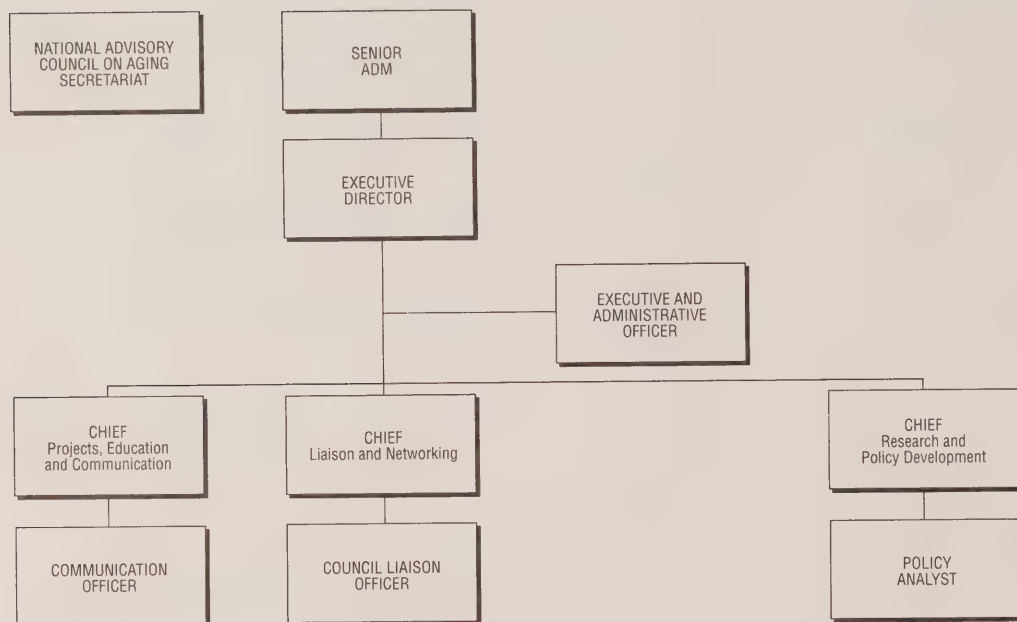 NATIONAL ADVISORY
COUNCIL ON AGING
SECRETARIAT
SENIOR
ADM
EXECUTIVE
DIRECTOR
EXECUTIVE AND
ADMINISTRATIVE
OFFICER
CHIEF
Projects, Education
and Communication
CHIEF
Liaison and Networking
CHIEF
Research and
Policy Development
COMMUNICATION
OFFICER
COUNCIL LIAISON
OFFICER
POLICY
ANALYST